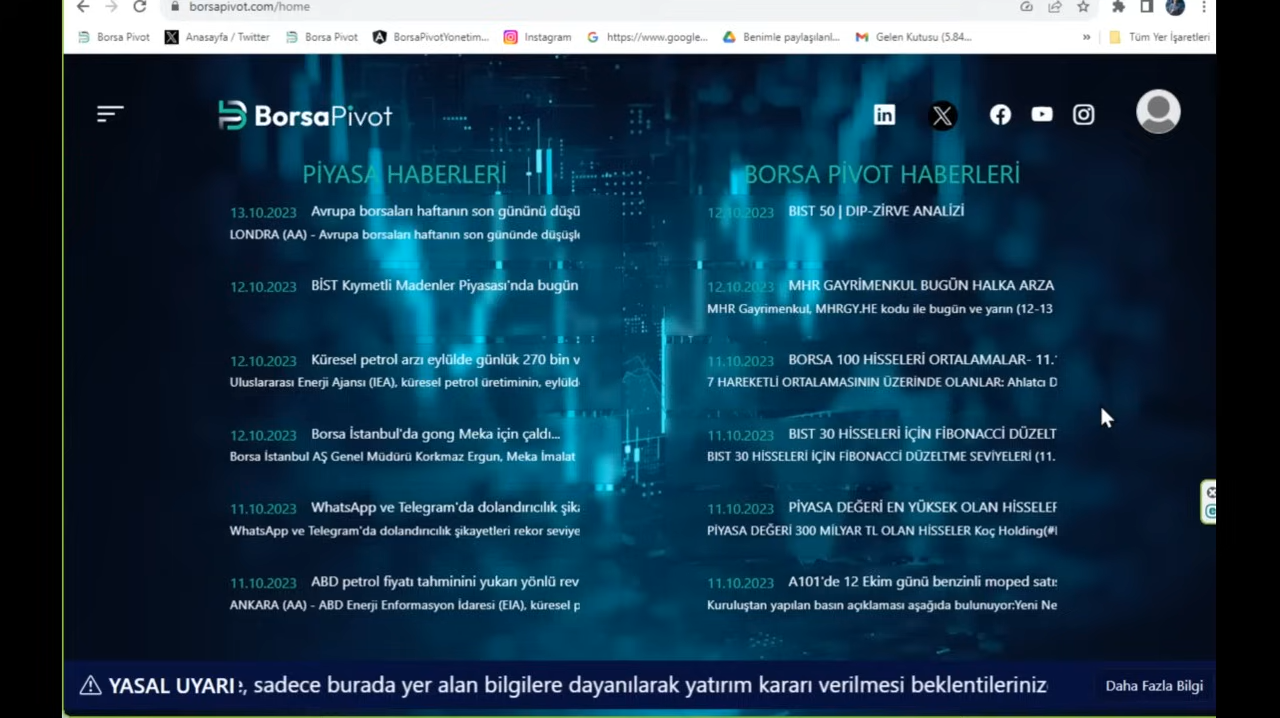 borsapivot.com/home
Borsa Pivot Anasayfa / Twitter Borsa Pivot BorsaPivotYonetim... Instagram https://www.google... Benimle paylaşılanl... Gelen Kutusu (5.84... » Tüm Yer İşaretleri
BorsaPivot
PİYASA HABERLERİ
13.10.2023 Avrupa borsaları haftanın son gününü düşü
LONDRA (AA) - Avrupa borsaları haftanın son gününde düşüşle
12.10.2023 BİST Kıymetli Madenler Piyasası'nda bugün
12.10.2023 Küresel petrol arzı eylülde günlük 270 bin v
Uluslararası Enerji Ajansı (IEA), küresel petrol üretiminin, eylüld
12.10.2023 Borsa İstanbul'da gong Meka için çaldı...
Borsa İstanbul AŞ Genel Müdürü Korkmaz Ergun, Meka İmalat
11.10.2023 WhatsApp ve Telegram'da dolandırıcılık şik
WhatsApp ve Telegram'da dolandırıcılık şikayetleri rekor seviye
11.10.2023 ABD petrol fiyatı tahminini yukarı yönlü rev
ANKARA (AA) - ABD Enerji Enformasyon İdaresi (EIA), küresel p
BORSA PİVOT HABERLERİ
12.10.2023 BIST 50 | DIP-ZİRVE ANALİZİ
12.10.2023 MHR GAYRİMENKUL BUGÜN HALKA ARZA
MHR Gayrimenkul, MHRGY.HE kodu ile bugün ve yarın (12-13
11.10.2023 BORSA 100 HİSSELERİ ORTALAMALAR- 11.
7 HAREKETLİ ORTALAMASININ ÜZERİNDE OLANLAR: Ahlatcı D
11.10.2023 BIST 30 HİSSELERİ İÇİN FİBONACCİ DÜZELT
BIST 30 HİSSELERİ İÇİN FİBONACCİ DÜZELTME SEVİYELERİ (11.
11.10.2023 PİYASA DEĞERİ EN YÜKSEK OLAN HİSSELER
PİYASA DEĞERİ 300 MİLYAR TL OLAN HİSSELER Koç Holding(#
11.10.2023 A101'de 12 Ekim günü benzinli moped satı
Kuruluştan yapılan basın açıklaması aşağıda bulunuyor:Yeni Ne
YASAL UYARI , sadece burada yer alan bilgilere dayanılarak yatırım kararı verilmesi beklentileriniz
Daha Fazla Bilgi